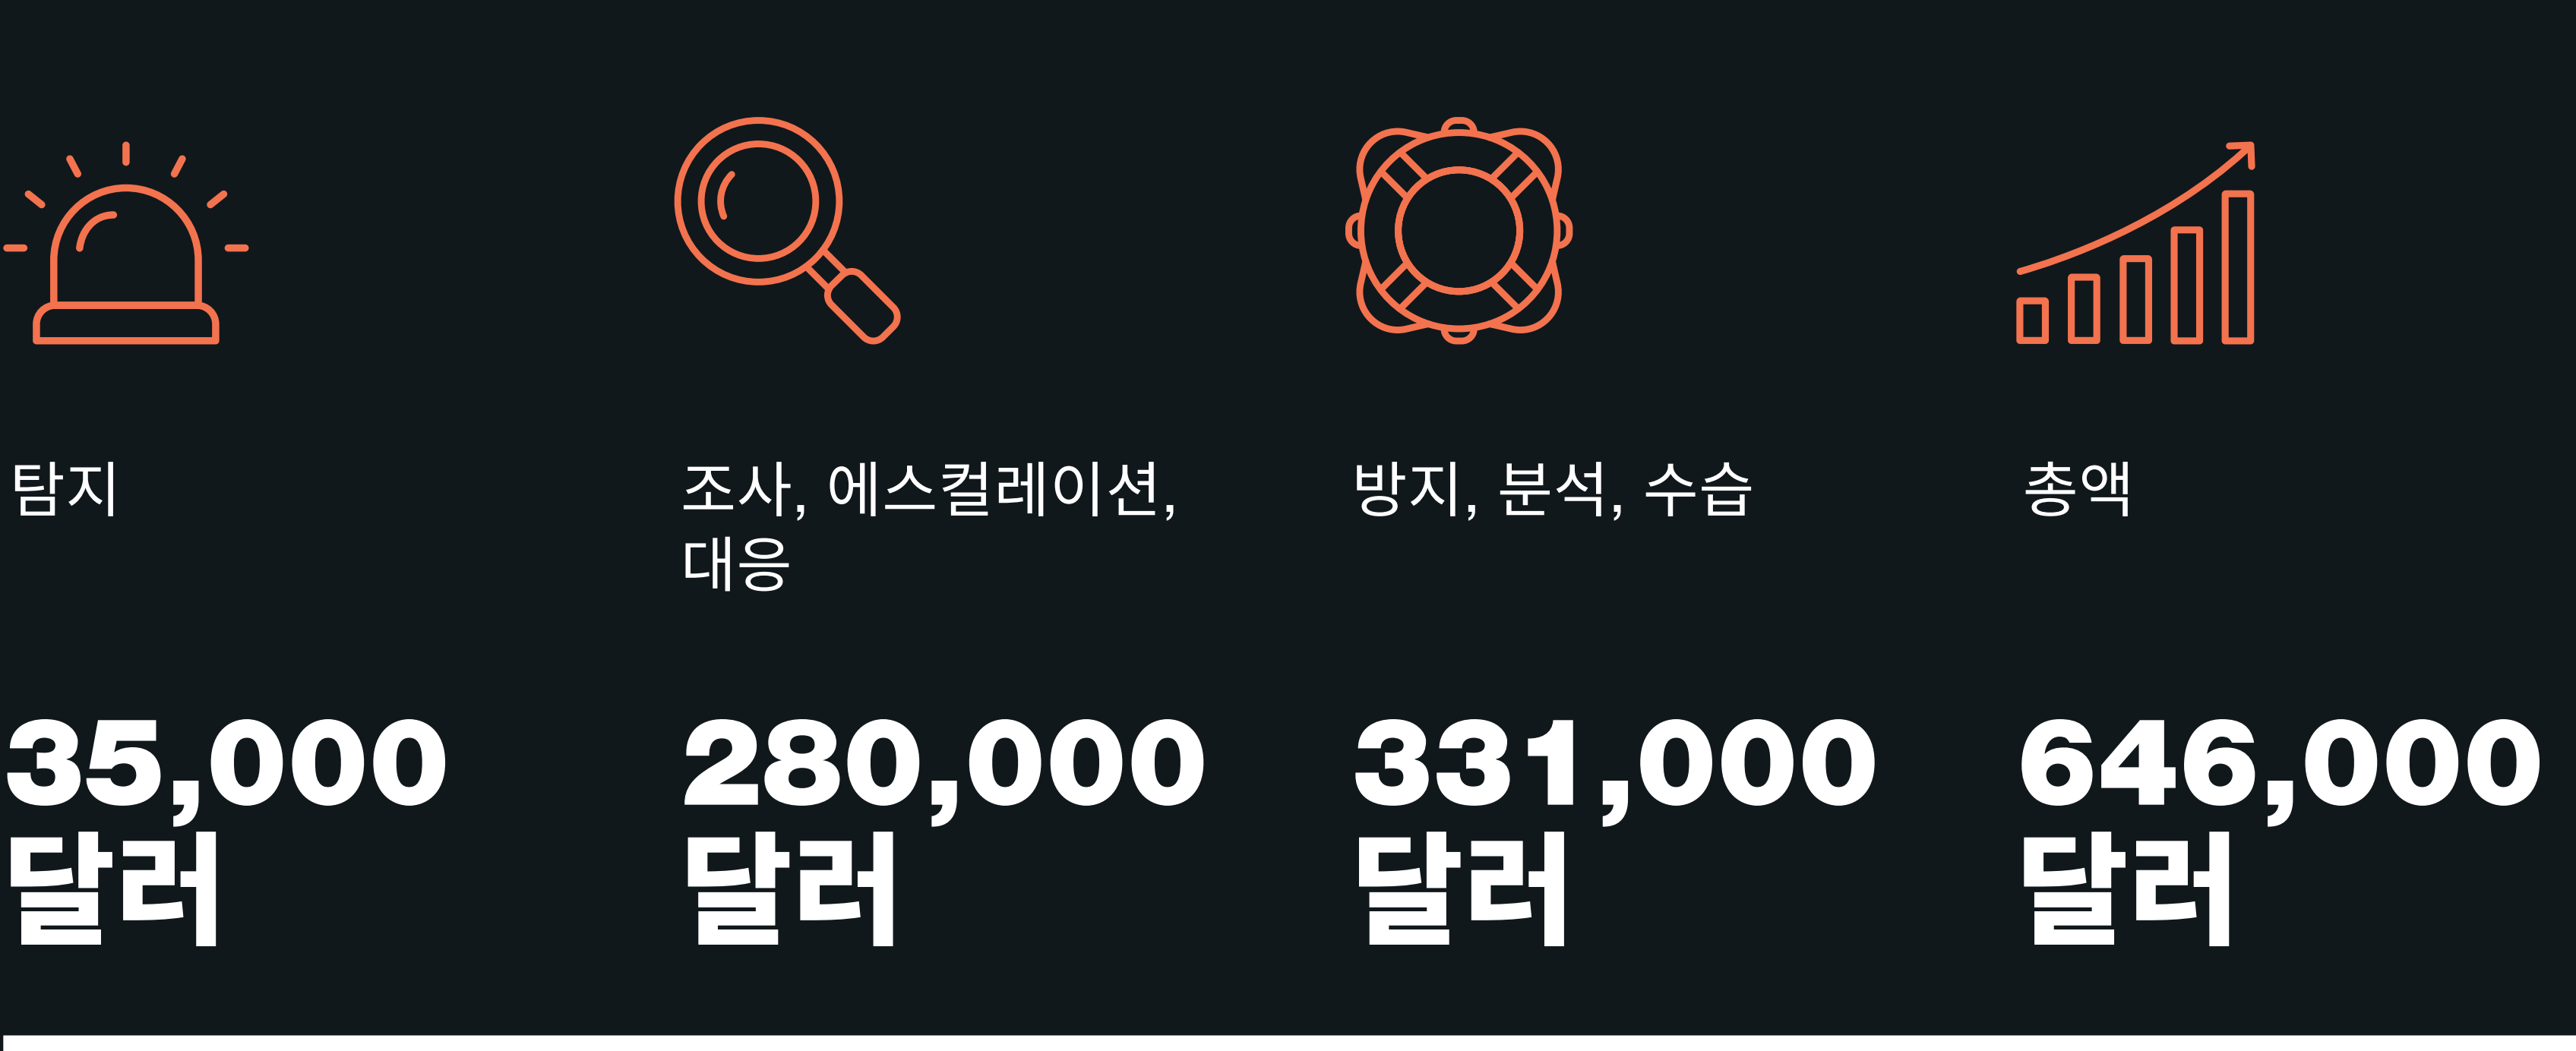 탐지
조사, 에스컬레이션,
대응
방지, 분석, 수습
총액
35,000
달러
280,000
달러
331,000
달러
646,000
달러